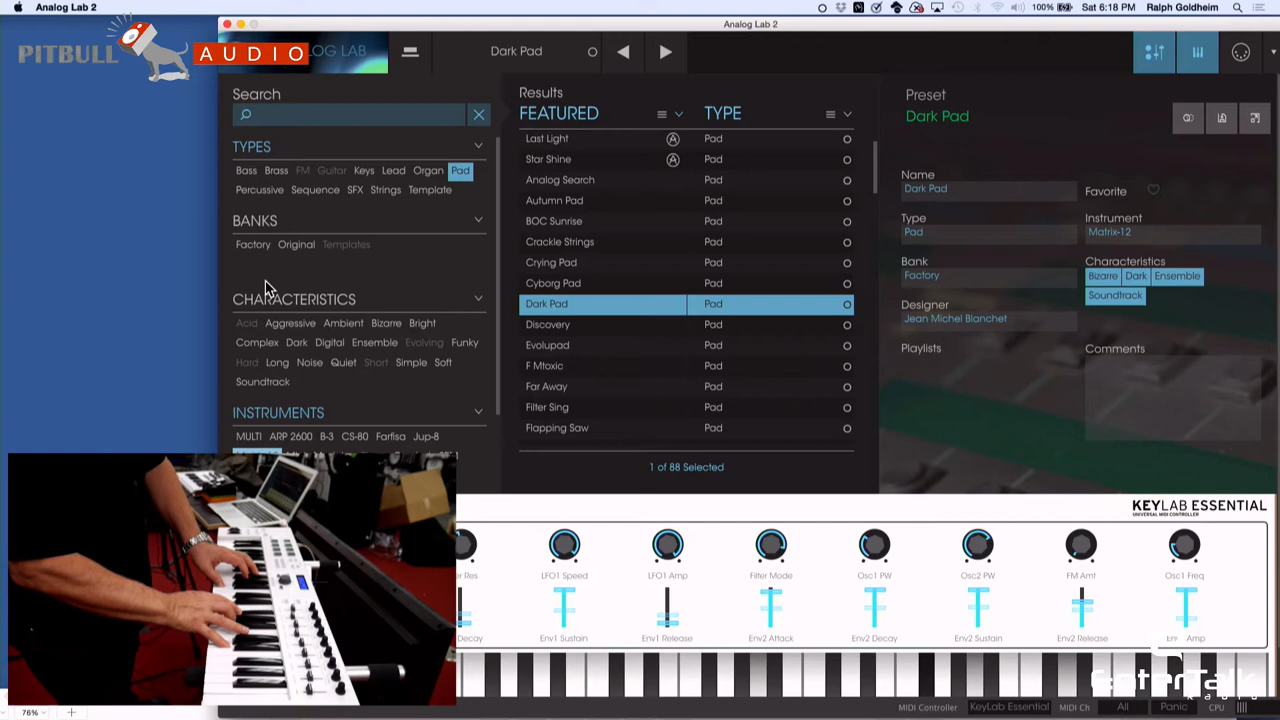 Analog Lab 2
100%
Sat 6:18 PM
Ralph Goldheim
Analog Lab 2
PITBULL AUDIO
LOG LAB
Dark Pad
Search
Results
FEATURED
TYPE
Preset
Dark Pad
TYPES
Bass Brass FM Guitar Keys Lead Organ Pad
Percussive Sequence SFX Strings Template
BANKS
Factory Original Templates
CHARACTERISTICS
Acid Aggressive Ambient Bizarre Bright
Complex Dark Digital Ensemble Evolving Funky
Hard Long Noise Quiet Short Simple Soft
Soundtrack
INSTRUMENTS
MULTI ARP 2600 B-3 CS-80 Farfisa Jup-8
Last Light Pad
Star Shine Pad
Analog Search Pad
Autumn Pad Pad
BOC Sunrise Pad
Crackle Strings Pad
Crying Pad Pad
Cyborg Pad Pad
Dark Pad Pad
Discovery Pad
Evolupad Pad
F Mtoxic Pad
Far Away Pad
Filter Sing Pad
Flapping Saw Pad
1 of 88 Selected
Name
Dark Pad
Favorite
Type
Pad
Instrument
Matrix-12
Bank
Factory
Characteristics
Bizarre Dark Ensemble
Soundtrack
Designer
Jean Michel Blanchet
Playlists
Comments
KEYLAB ESSENTIAL
UNIVERSAL MIDI CONTROLLER
Res LFO1 Speed LFO1 Amp Filter Mode Osc1 PW Osc2 PW FM Amt Osc1 Freq
Decay Env1 Sustain Env1 Release Env2 Attack Env2 Decay Env2 Sustain Env2 Release Amp
GatorTalk
Radio
76%
MIDI Controller KeyLab Essential MIDI Ch All Panic CPU